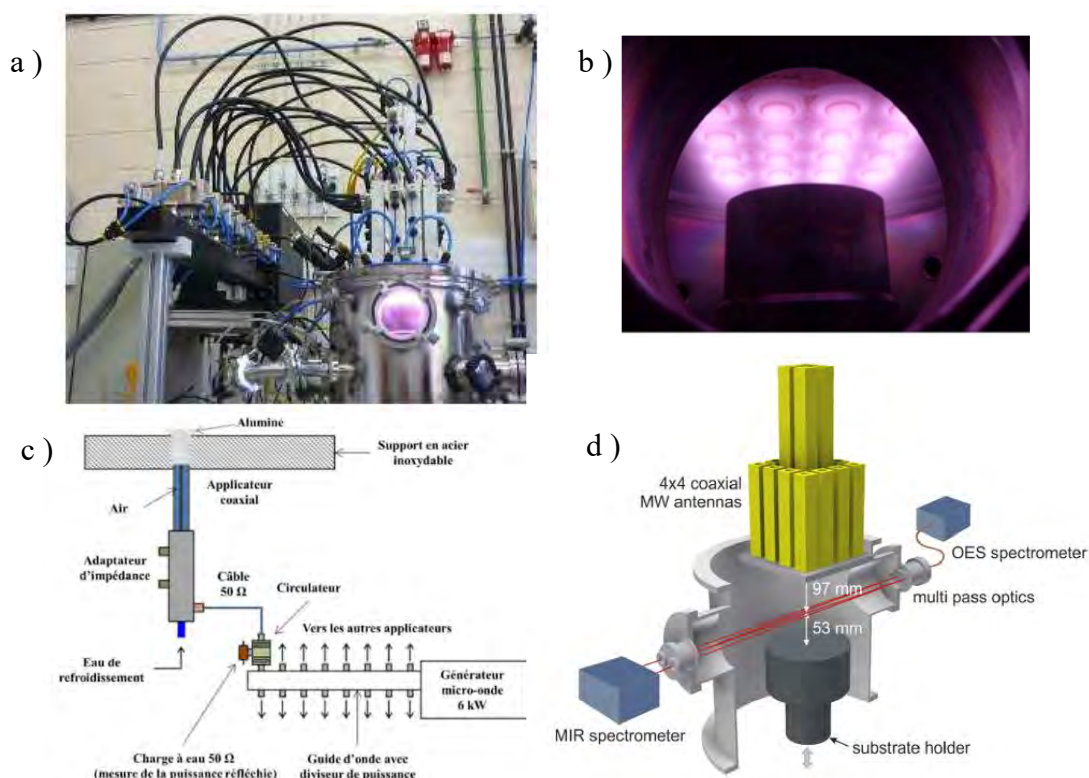 a )
b )
c )
Alumine
Support en acier
inoxydable
Applicateur
coaxial
Air
Adaptateur
d'impédance
Câble
50 Ω
Circulateur
Vers les autres applicateurs
Eau de
refroidissement
Générateur
micro-onde
6 kW
Charge à eau 50 Ω
(mesure de la puissance réfléchie)
Guide d'onde avec
diviseur de puissance
d )
4x4 coaxial
MW antennas
OES spectrometer
multi pass optics
97 mm
53 mm
MIR spectrometer
substrate holder